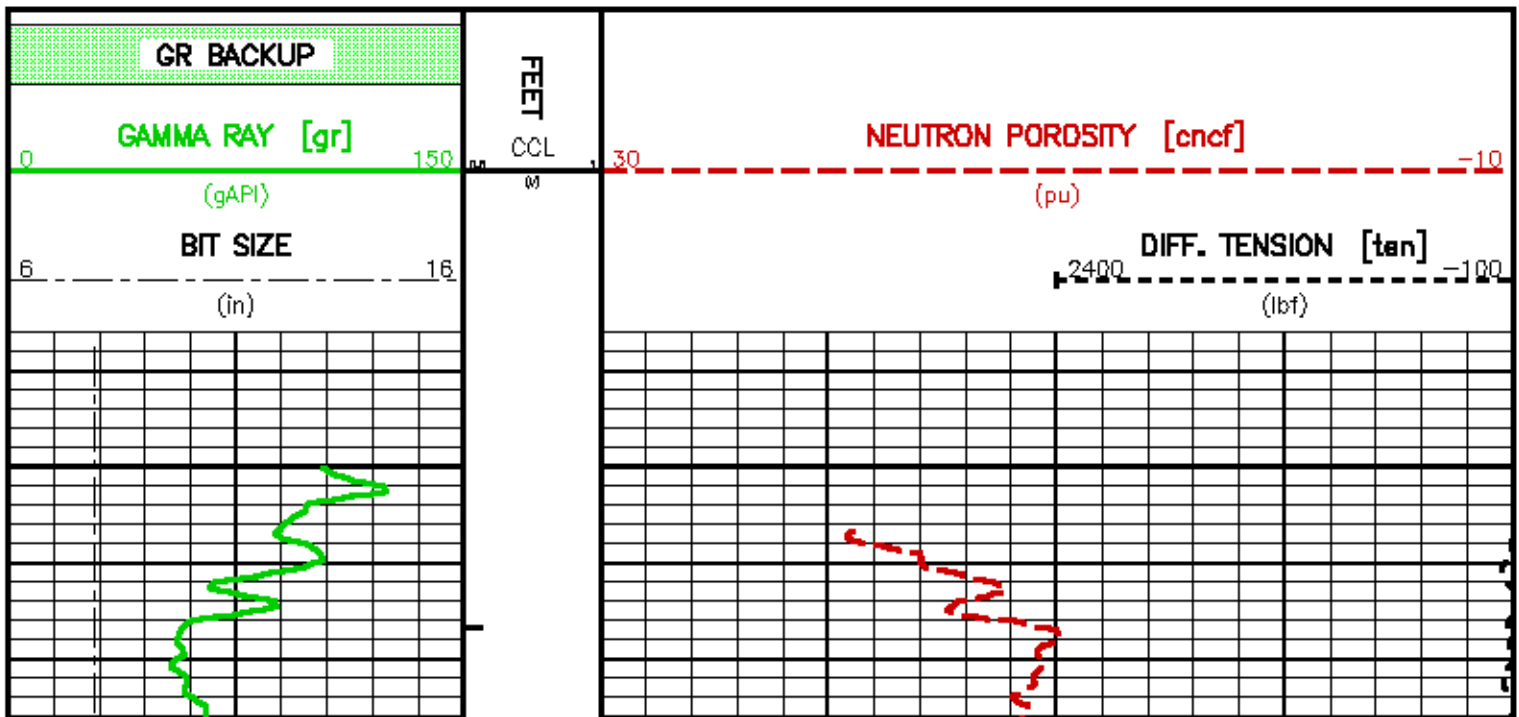 GR BACKUP
GAMMA RAY [gr]
0 150
(gAPI)
BIT SIZE
6 16
(in)
FEET
CCL
1
M
NEUTRON POROSITY [cncf]
30 -10
(pu)
DIFF. TENSION [ten]
2400 -100
(lbf)